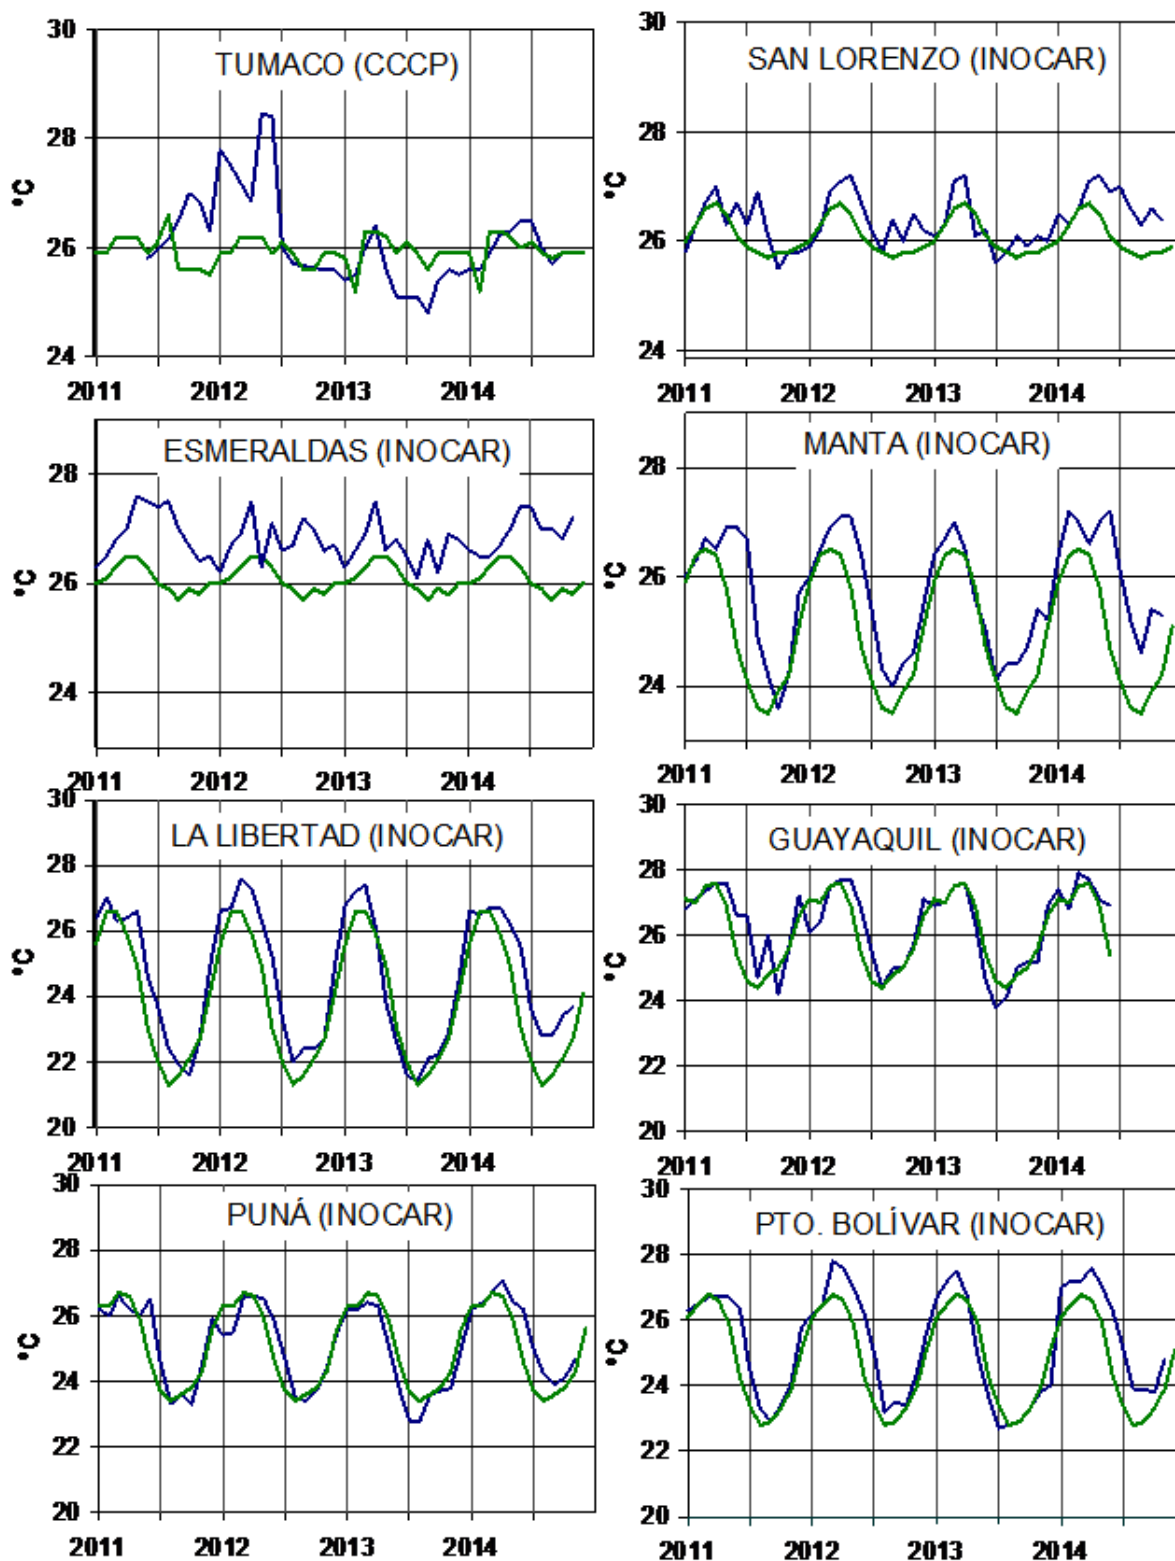 30
TUMACO (CCCP)
28
°C
26
24
2011 2012 2013 2014
30
SAN LORENZO (INOCAR)
28
°C
26
24
2011 2012 2013 2014
ESMERALDAS (INOCAR)
28
°C
26
24
2011 2012 2013 2014
MANTA (INOCAR)
28
°C
26
24
2011 2012 2013 2014
30
LA LIBERTAD (INOCAR)
28
26
°C
24
22
20
2011 2012 2013 2014
30
GUAYAQUIL (INOCAR)
28
26
°C
24
22
20
2011 2012 2013 2014
30
PUNÁ (INOCAR)
28
26
°C
24
22
20
2011 2012 2013 2014
30
PTO. BOLÍVAR (INOCAR)
28
26
°C
24
22
20
2011 2012 2013 2014